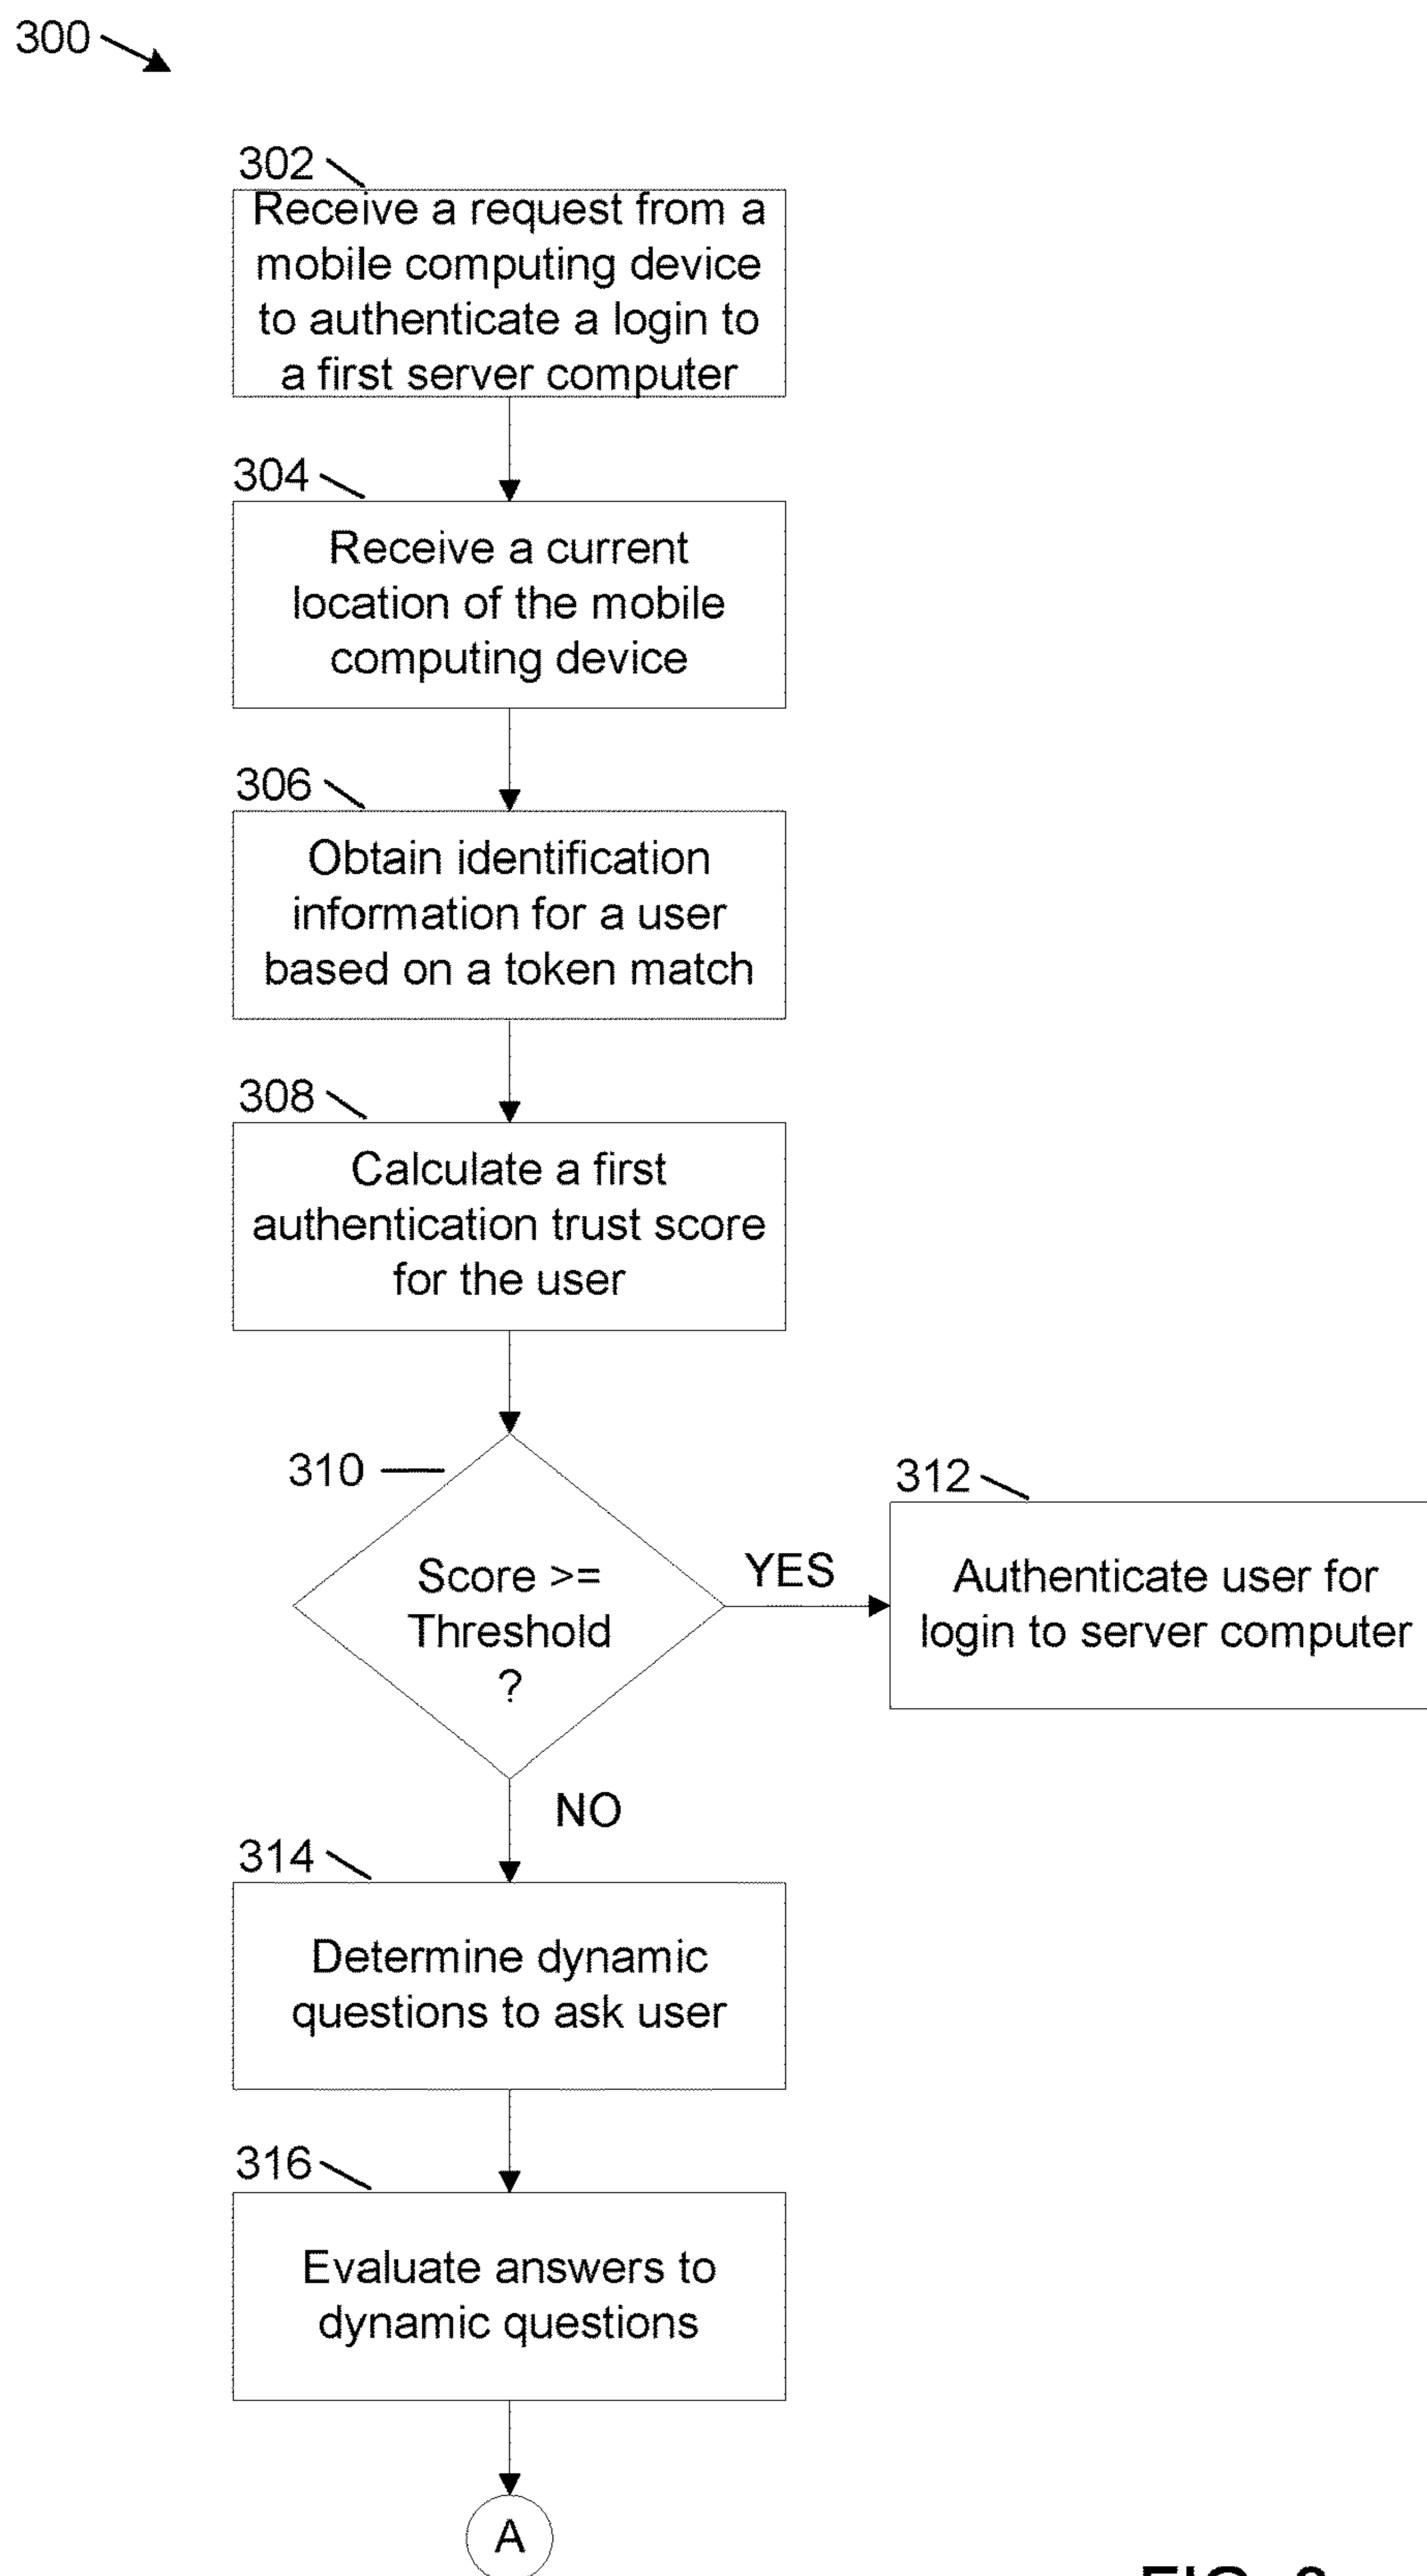 300
302
Receive a request from a
mobile computing device
to authenticate a login to
a first server computer
304
Receive a current
location of the mobile
computing device
306
Obtain identification
information for a user
based on a token match
308
Calculate a first
authentication trust score
for the user
310
Score >=
Threshold
?
YES
312
Authenticate user for
login to server computer
NO
314
Determine dynamic
questions to ask user
316
Evaluate answers to
dynamic questions
A